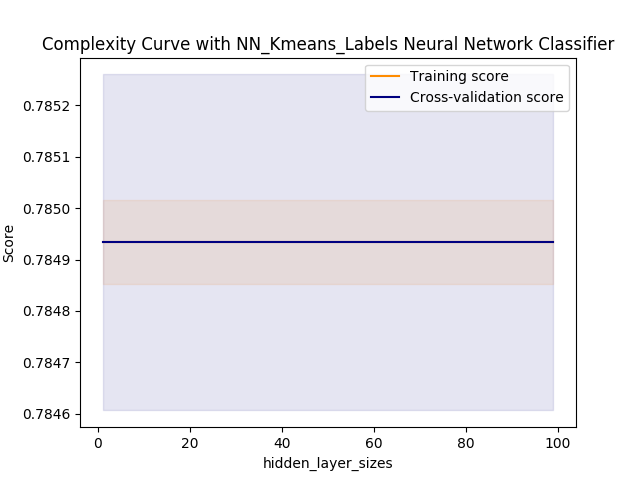 Complexity Curve with NN_Kmeans_Labels Neural Network Classifier
Training score
Cross-validation score
0.7852
0.7851
0.7850
0.7849
0.7848
0.7847
0.7846
Score
0
20
40
60
80
100
hidden_layer_sizes